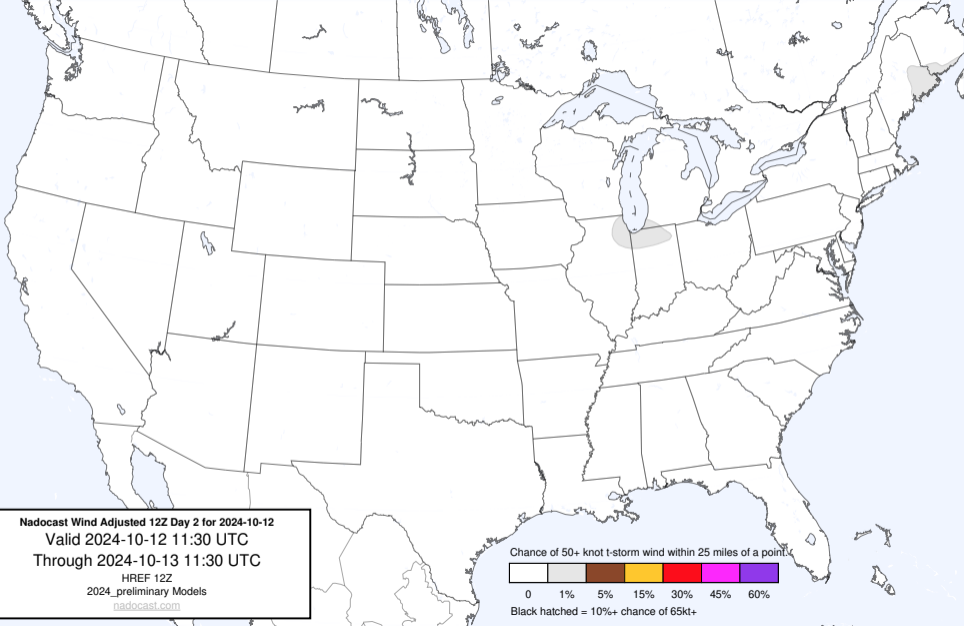 Nadocast Wind Adjusted 12Z Day 2 for 2024-10-12
Valid 2024-10-12 11:30 UTC
Through 2024-10-13 11:30 UTC
HREF 12Z
2024_preliminary Models
nadocast.com
Chance of 50+ knot t-storm wind within 25 miles of a point.
0 1% 5% 15% 30% 45% 60%
Black hatched = 10%+ chance of 65kt+